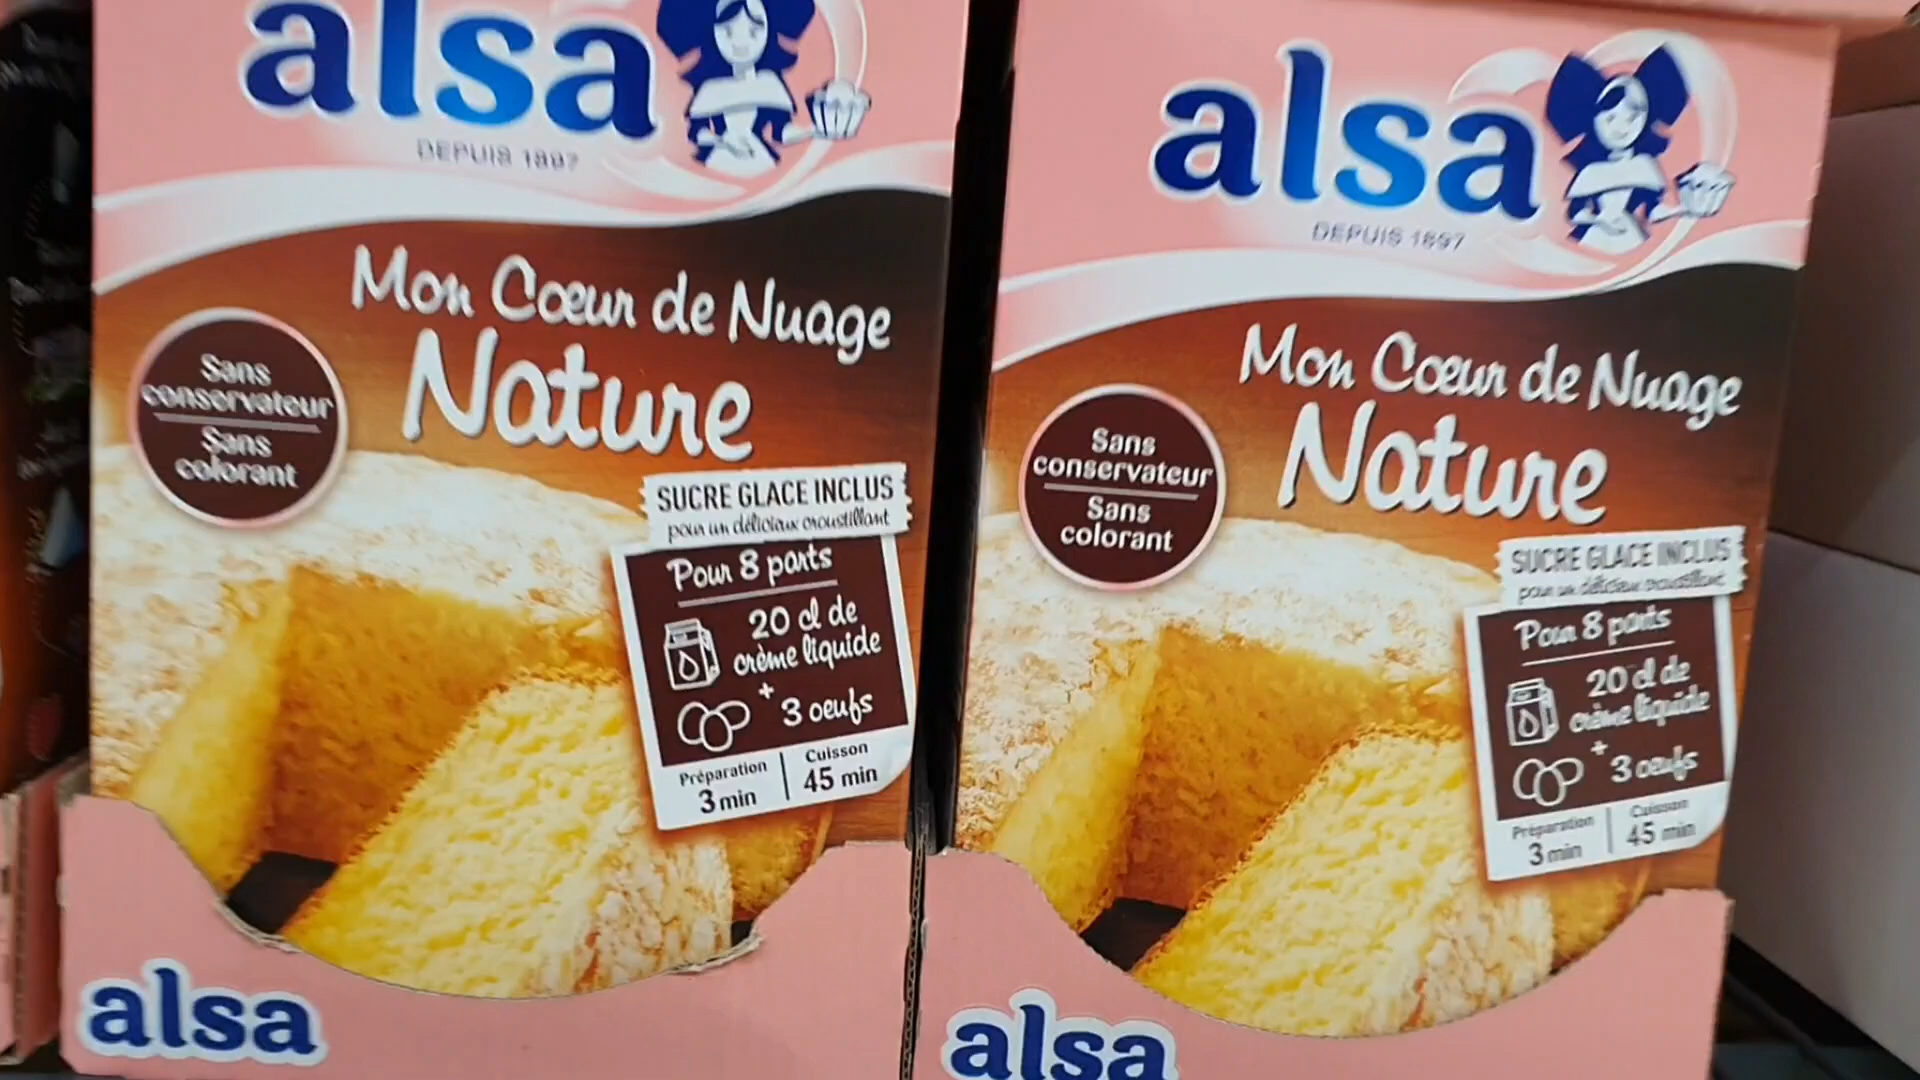 alsa
DEPUIS 1897
Mon Cœur de Nuage
Nature
Sans
conservateur
Sans
colorant
SUCRE GLACE INCLUS
pour un délicieux croustillant
Pour 8 parts
20 cl de
crème liquide
+
3 oeufs
Préparation
3 min
Cuisson
45 min
alsa
alsa
DEPUIS 1897
Mon Cœur de Nuage
Nature
Sans
conservateur
Sans
colorant
SUCRE GLACE INCLUS
pour un délicieux croustillant
Pour 8 parts
20 cl de
crème liquide
+
3 oeufs
Préparation
3 min
Cuisson
45 min
alsa